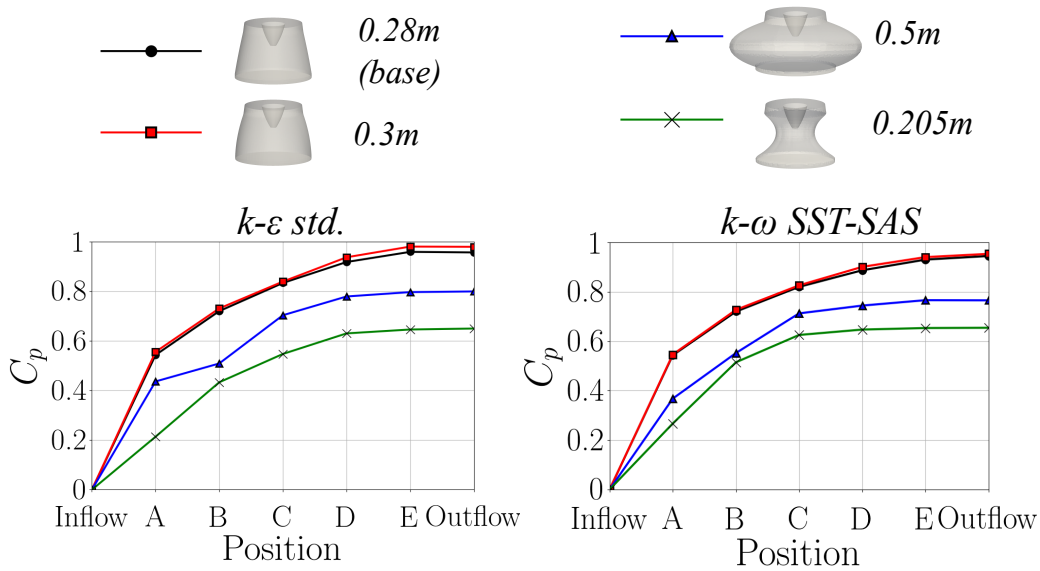 0.28m
(base)
0.3m
0.5m
0.205m
k-ε std.
1
0.8
0.6
0.4
0.2
0
C_p
Inflow A B C D E Outflow
Position
k-ω SST-SAS
1
0.8
0.6
0.4
0.2
0
C_p
Inflow A B C D E Outflow
Position